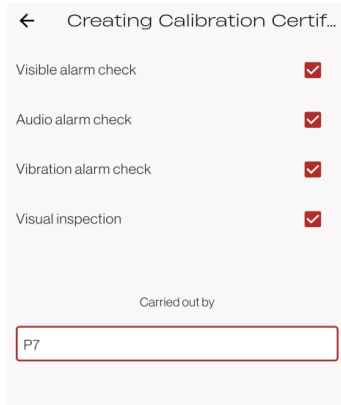 Creating Calibration Certif...
Visible alarm check
Audio alarm check
Vibration alarm check
Visual inspection
Carried out by
P7